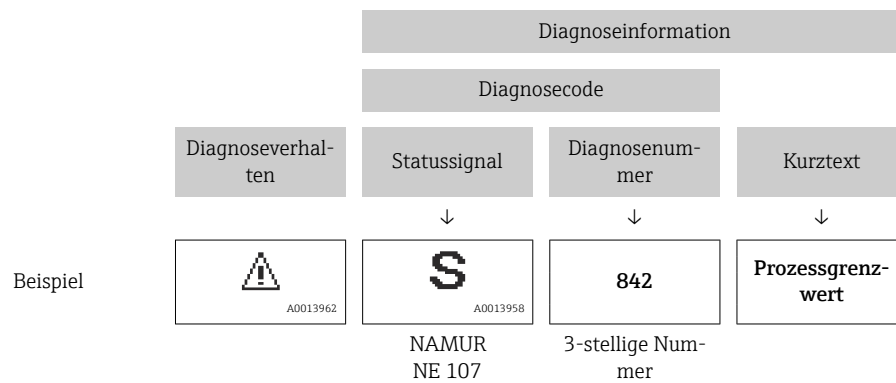 Diagnoseinformation
Diagnosecode
Diagnoseverhal-
ten
Statussignal
Diagnosenum-
mer
Kurztext
↓ ↓ ↓
Beispiel
A0013962
S
A0013958
842
Prozessgrenz-
wert
NAMUR
NE 107
3-stellige Num-
mer